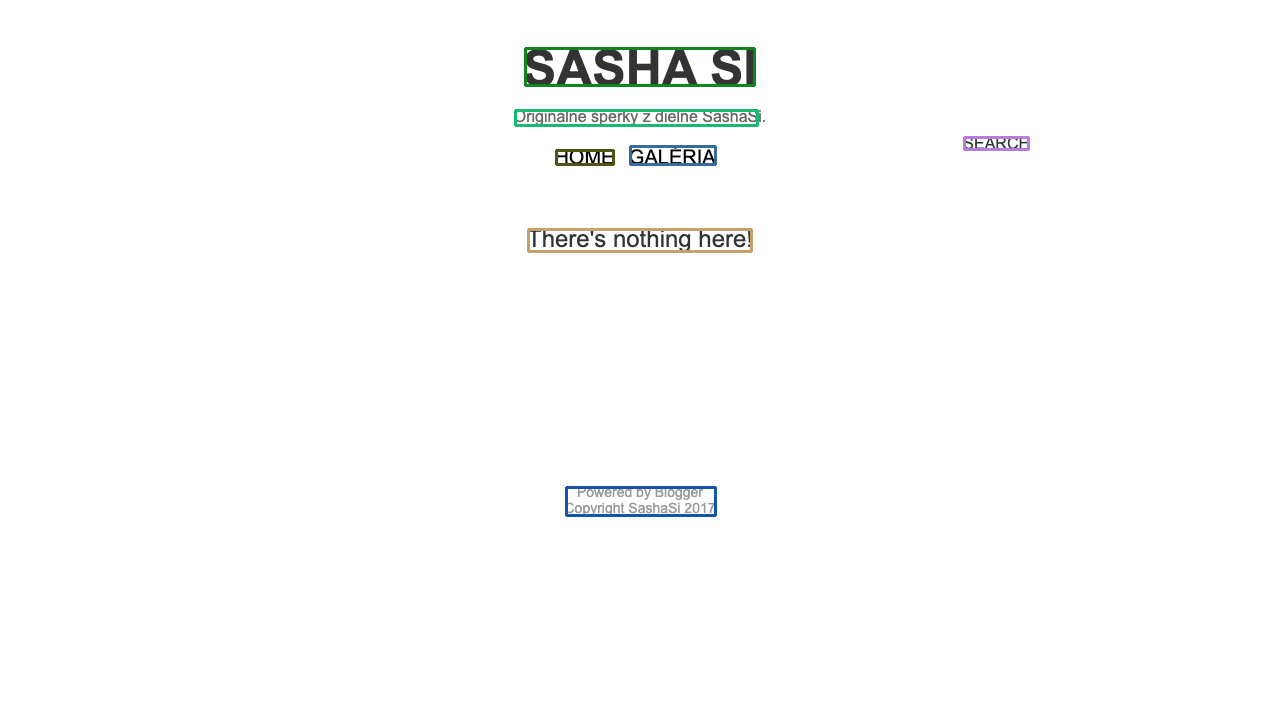 SASHA SI
Originálne šperky z dielne SashaSi.
HOME GALÉRIA
SEARCH
There's nothing here!
Powered by Blogger
Copyright SashaSi 2017